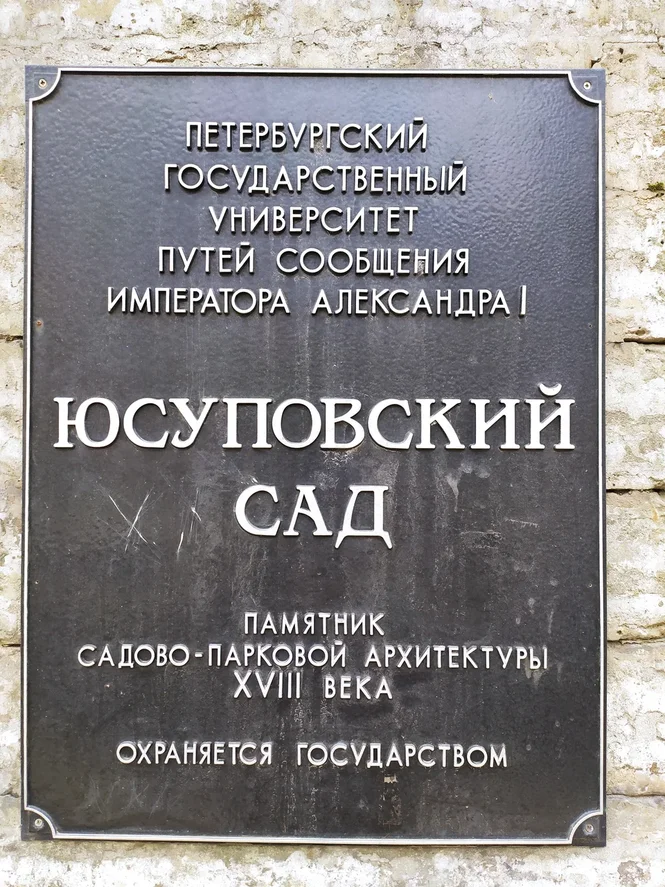 ПЕТЕРБУРГСКИЙ
ГОСУДАРСТВЕННЫЙ
УНИВЕРСИТЕТ
ПУТЕЙ СООБЩЕНИЯ
ИМПЕРАТОРА АЛЕКСАНДРА I
ЮСУПОВСКИЙ
САД
ПАМЯТНИК
САДОВО-ПАРКОВОЙ АРХИТЕКТУРЫ
XVIII ВЕКА
ОХРАНЯЕТСЯ ГОСУДАРСТВОМ